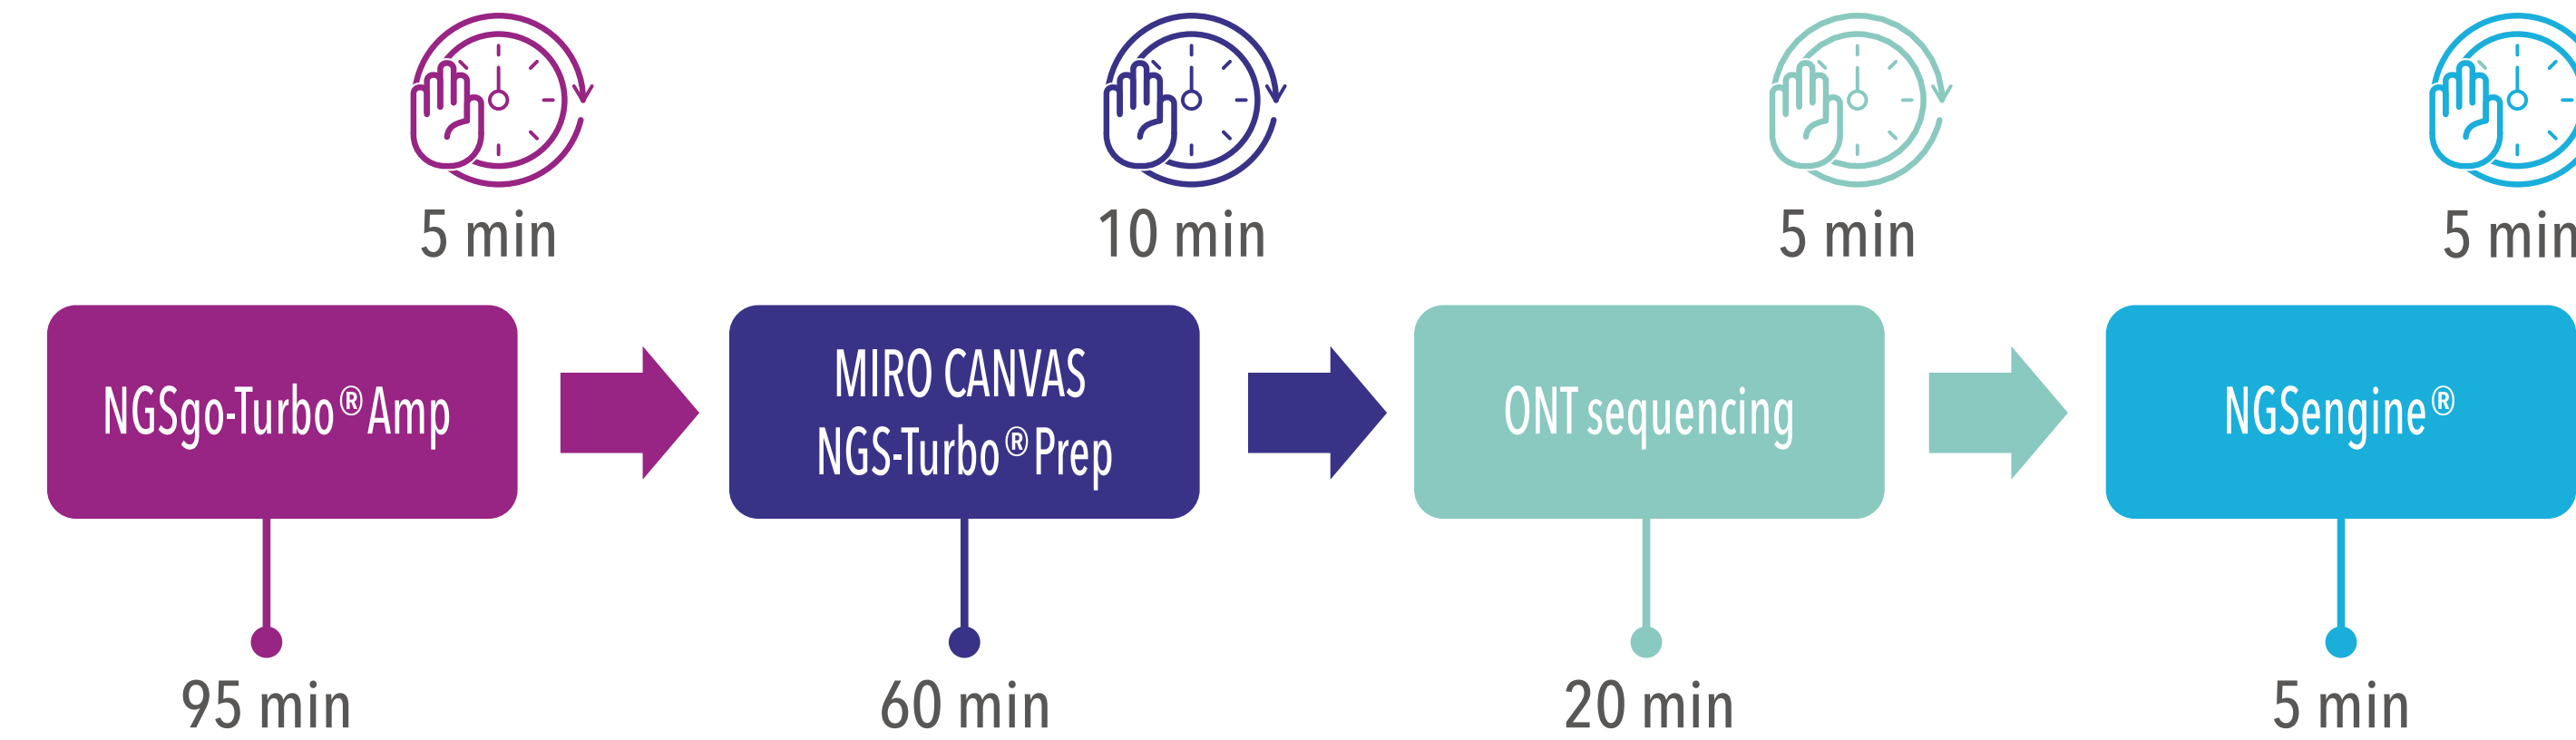 5 min
10 min
5 min
5 min
NGSgo-Turbo® Amp
MIRO CANVAS
NGS-Turbo® Prep
ONT sequencing
NGSengine®
95 min
60 min
20 min
5 min